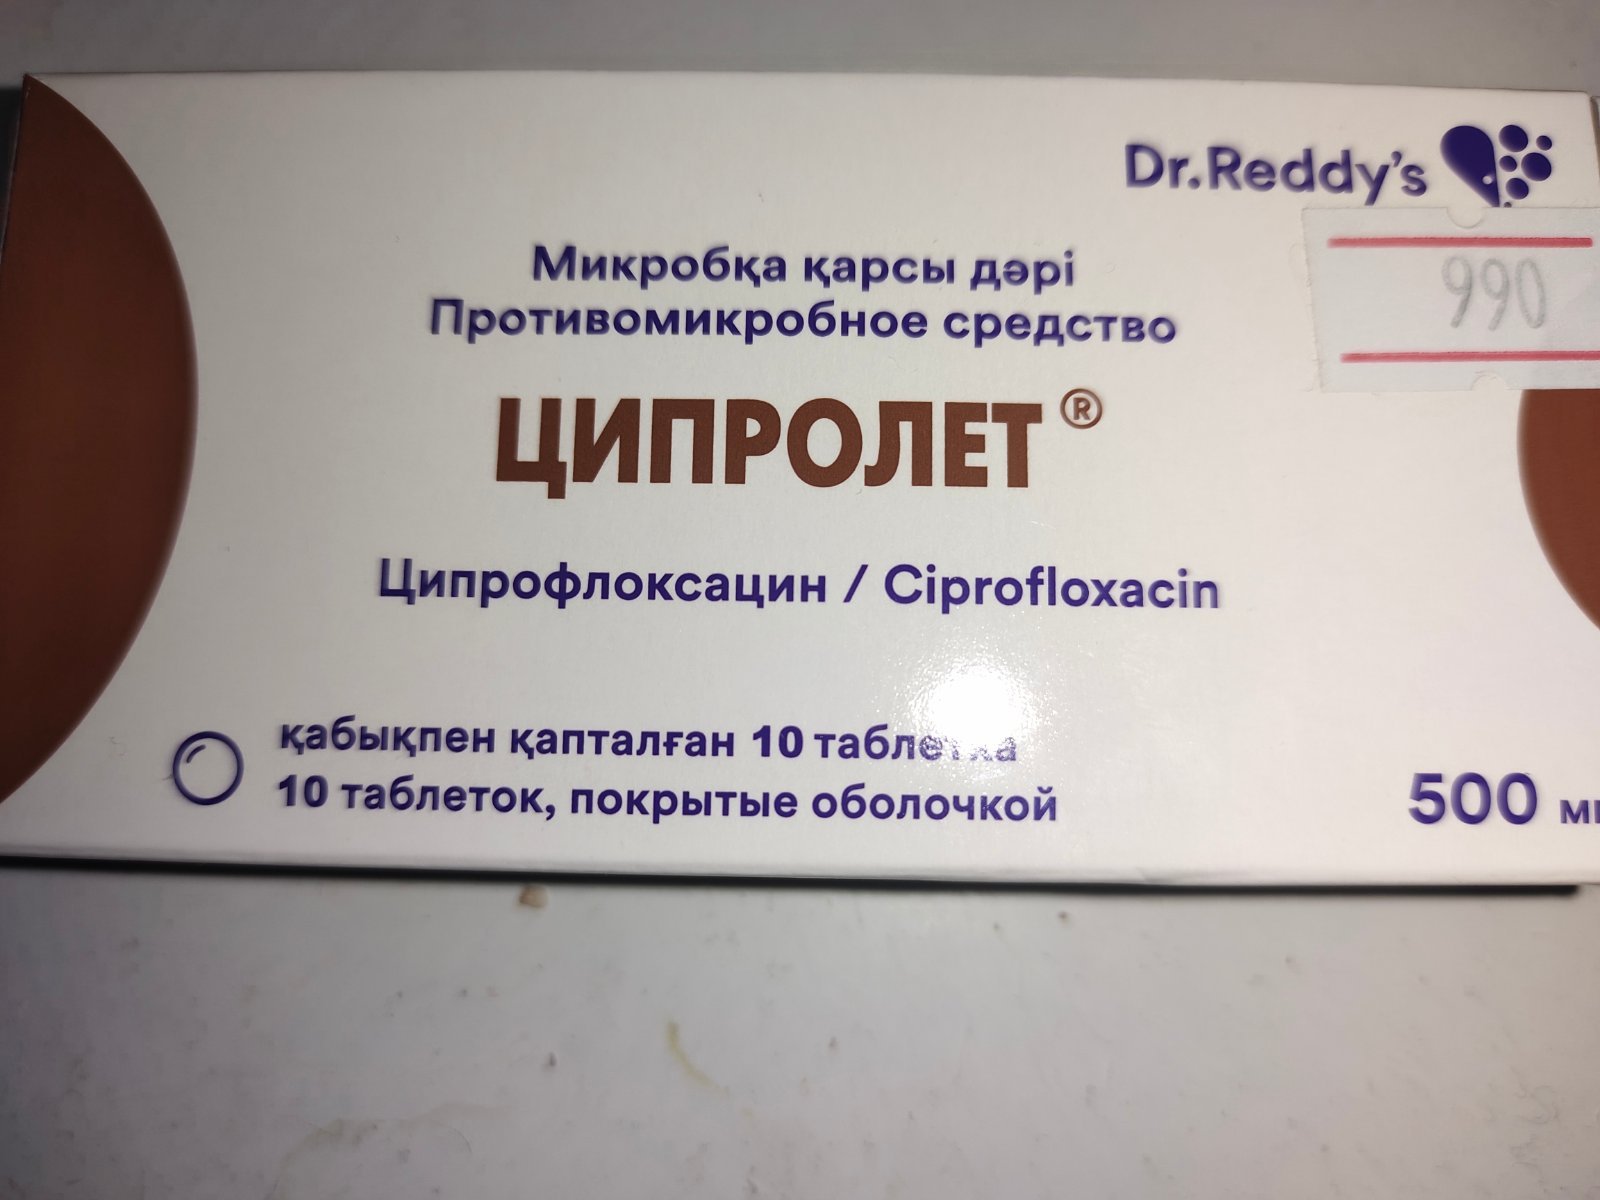 Dr.Reddy's
990
Микробқа қарсы дәрі
Противомикробное средство
ЦИПРОЛЕТ®
Ципрофлоксацин / Ciprofloxacin
қабықпен қапталған 10 таблетка
10 таблеток, покрытые оболочкой
500